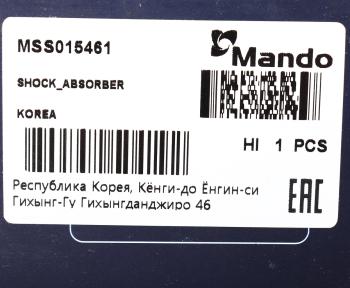 MSS015461
Mando
SHOCK_ABSORBER
KOREA
HI 1 PCS
Республика Корея, Кёнги-до Ёнгин-си
Гихынг-Гу Гихынгданджиро 46
EAC